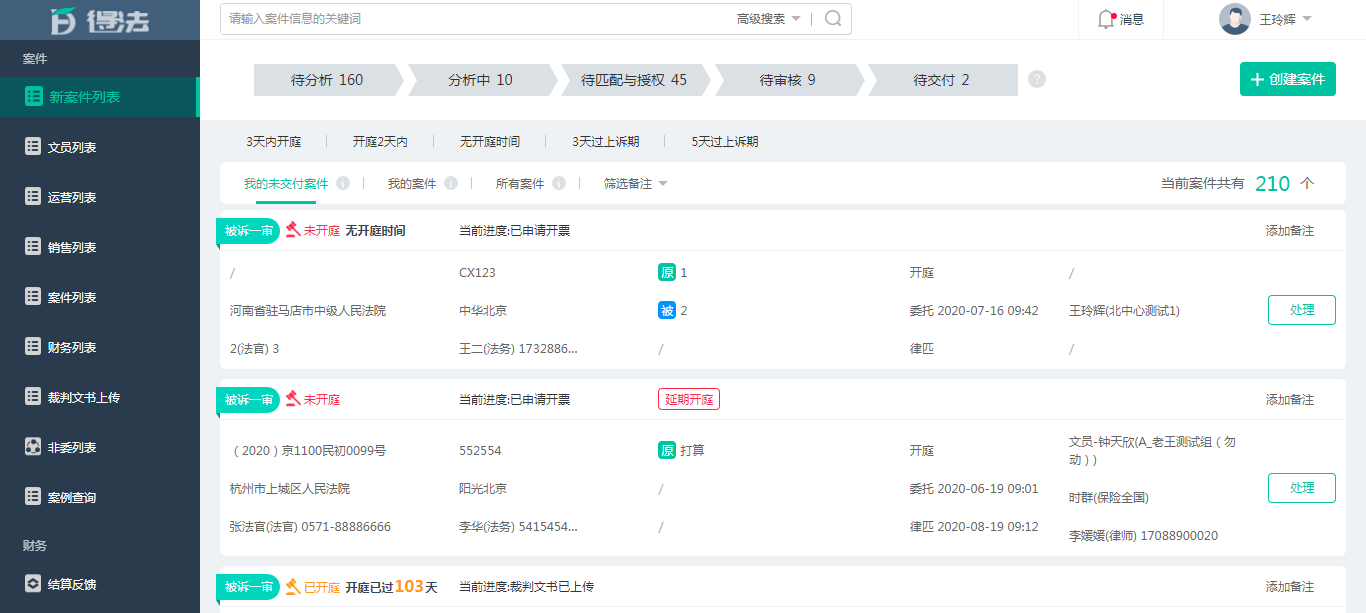 得法
请输入案件信息的关键词
高级搜索
消息
王玲辉
案件
新案件列表
文员列表
运营列表
销售列表
案件列表
财务列表
裁判文书上传
非委列表
案例查询
财务
结算反馈
待分析 160
分析中 10
待匹配与授权 45
待审核 9
待交付 2
?
+ 创建案件
3天内开庭
开庭2天内
无开庭时间
3天过上诉期
5天过上诉期
我的未交付案件
我的案件
所有案件
筛选备注
当前案件共有 210 个
被诉一审 未开庭 无开庭时间
当前进度:已申请开票
添加备注
/
CX123
原 1
开庭
/
河南省驻马店市中级人民法院
中华北京
被 2
委托 2020-07-16 09:42
王玲辉(北中心测试1)
处理
2(法官) 3
王二(法务) 1732886...
/
律匹
/
被诉一审 未开庭
当前进度:已申请开票
延期开庭
添加备注
（2020）京1100民初0099号
552554
原 打算
开庭
文员-钟天欣(A_老王测试组（勿
动）)
杭州市上城区人民法院
阳光北京
/
委托 2020-06-19 09:01
时群(保险全国)
处理
张法官(法官) 0571-88886666
李华(法务) 5415454...
/
律匹 2020-08-19 09:12
李媛媛(律师) 17088900020
被诉一审 已开庭 开庭已过103天
当前进度:裁判文书已上传
添加备注